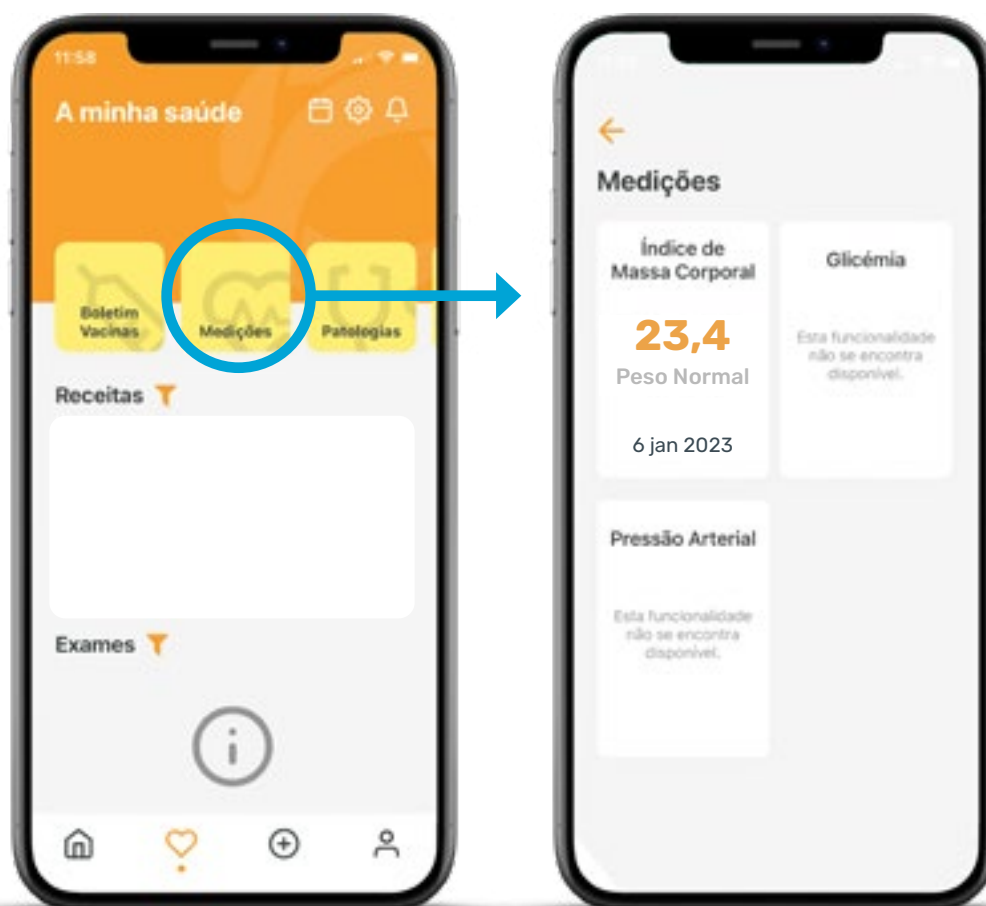 11:58
A minha saúde
Boletim
Vacinas
Medições
Patologias
Receitas
Exames
Medições
Índice de
Massa Corporal
23,4
Peso Normal
6 jan 2023
Glicémia
Esta funcionalidade
não se encontra
disponível.
Pressão Arterial
Esta funcionalidade
não se encontra
disponível.